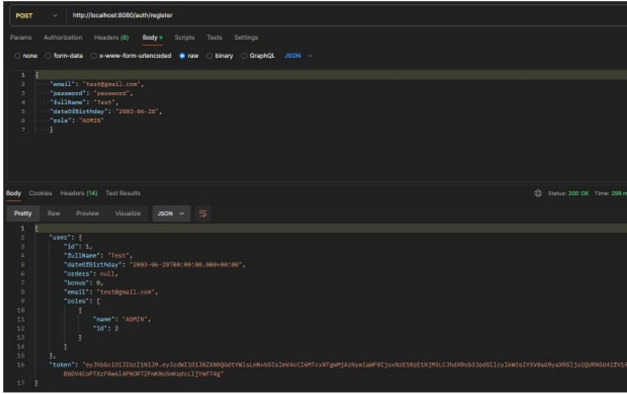 POST http://localhost:8080/auth/register
Params Authorization Headers (8) Body Scripts Tests Settings
none form-data x-www-form-urlencoded raw binary GraphQL JSON
1 {
2 "email": "test@gmail.com",
3 "password": "password",
4 "fullName": "Test",
5 "dateOfBirthday": "2003-06-20",
6 "role": "ADMIN"
7 }
Body Cookies Headers (14) Test Results Status: 200 OK Time: 298 m
Pretty Raw Preview Visualize JSON
1 {
2 "user": {
3 "id": 1,
4 "fullName": "Test",
5 "dateOfBirthday": "2003-06-20T00:00:00.000+00:00",
6 "orders": null,
7 "bonus": 0,
8 "email": "test@gmail.com",
9 "roles": [
10 {
11 "name": "ADMIN",
12 "id": 2
13 }
14 ]
15 },
16 "token":
17 }